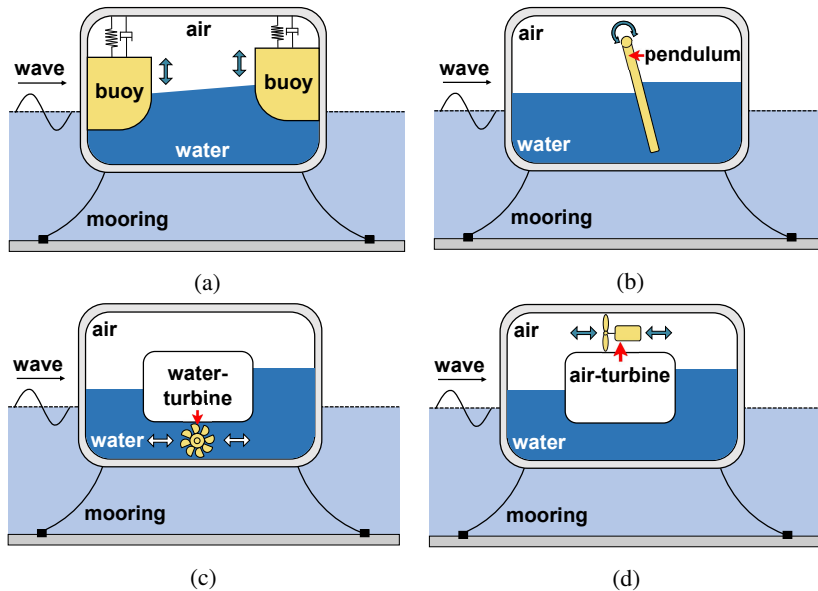 air
wave
buoy
buoy
water
mooring
(a)
air
wave
pendulum
water
mooring
(b)
air
wave
water-
turbine
water
mooring
(c)
air
wave
air-turbine
water
mooring
(d)